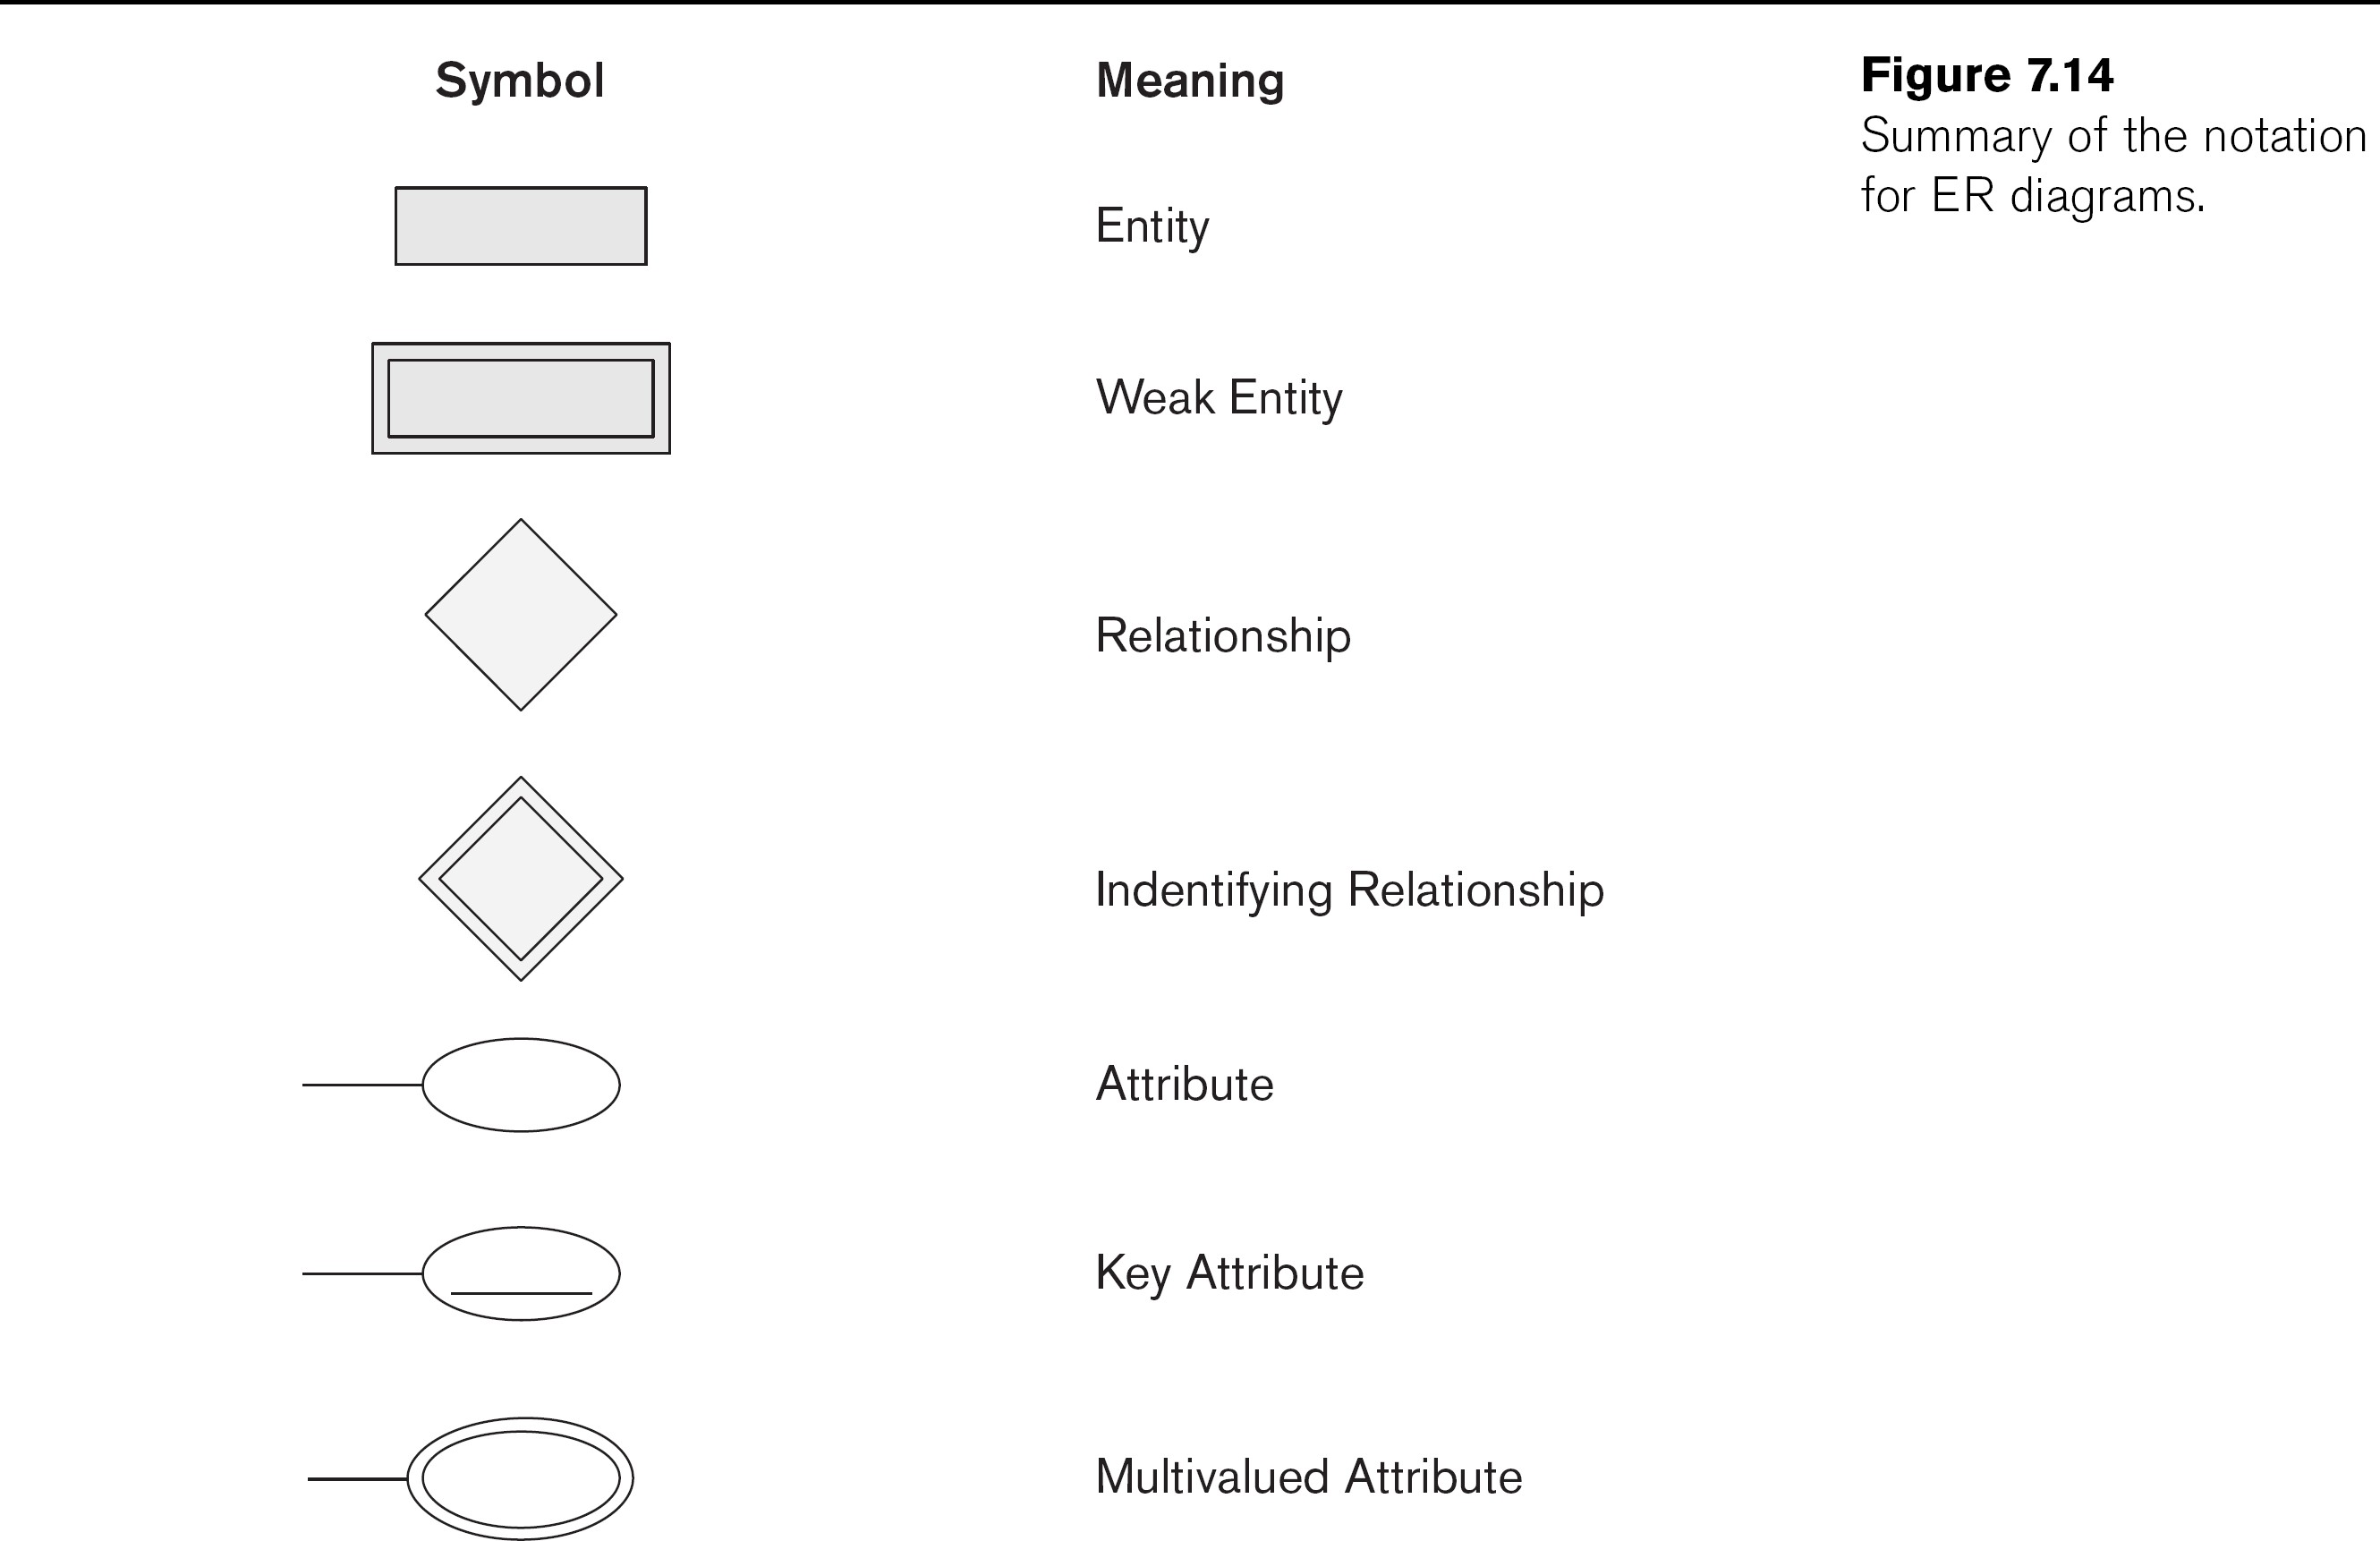 Symbol
Meaning
Figure 7.14
Summary of the notation
for ER diagrams.
Entity
Weak Entity
Relationship
Indentifying Relationship
Attribute
Key Attribute
Multivalued Attribute